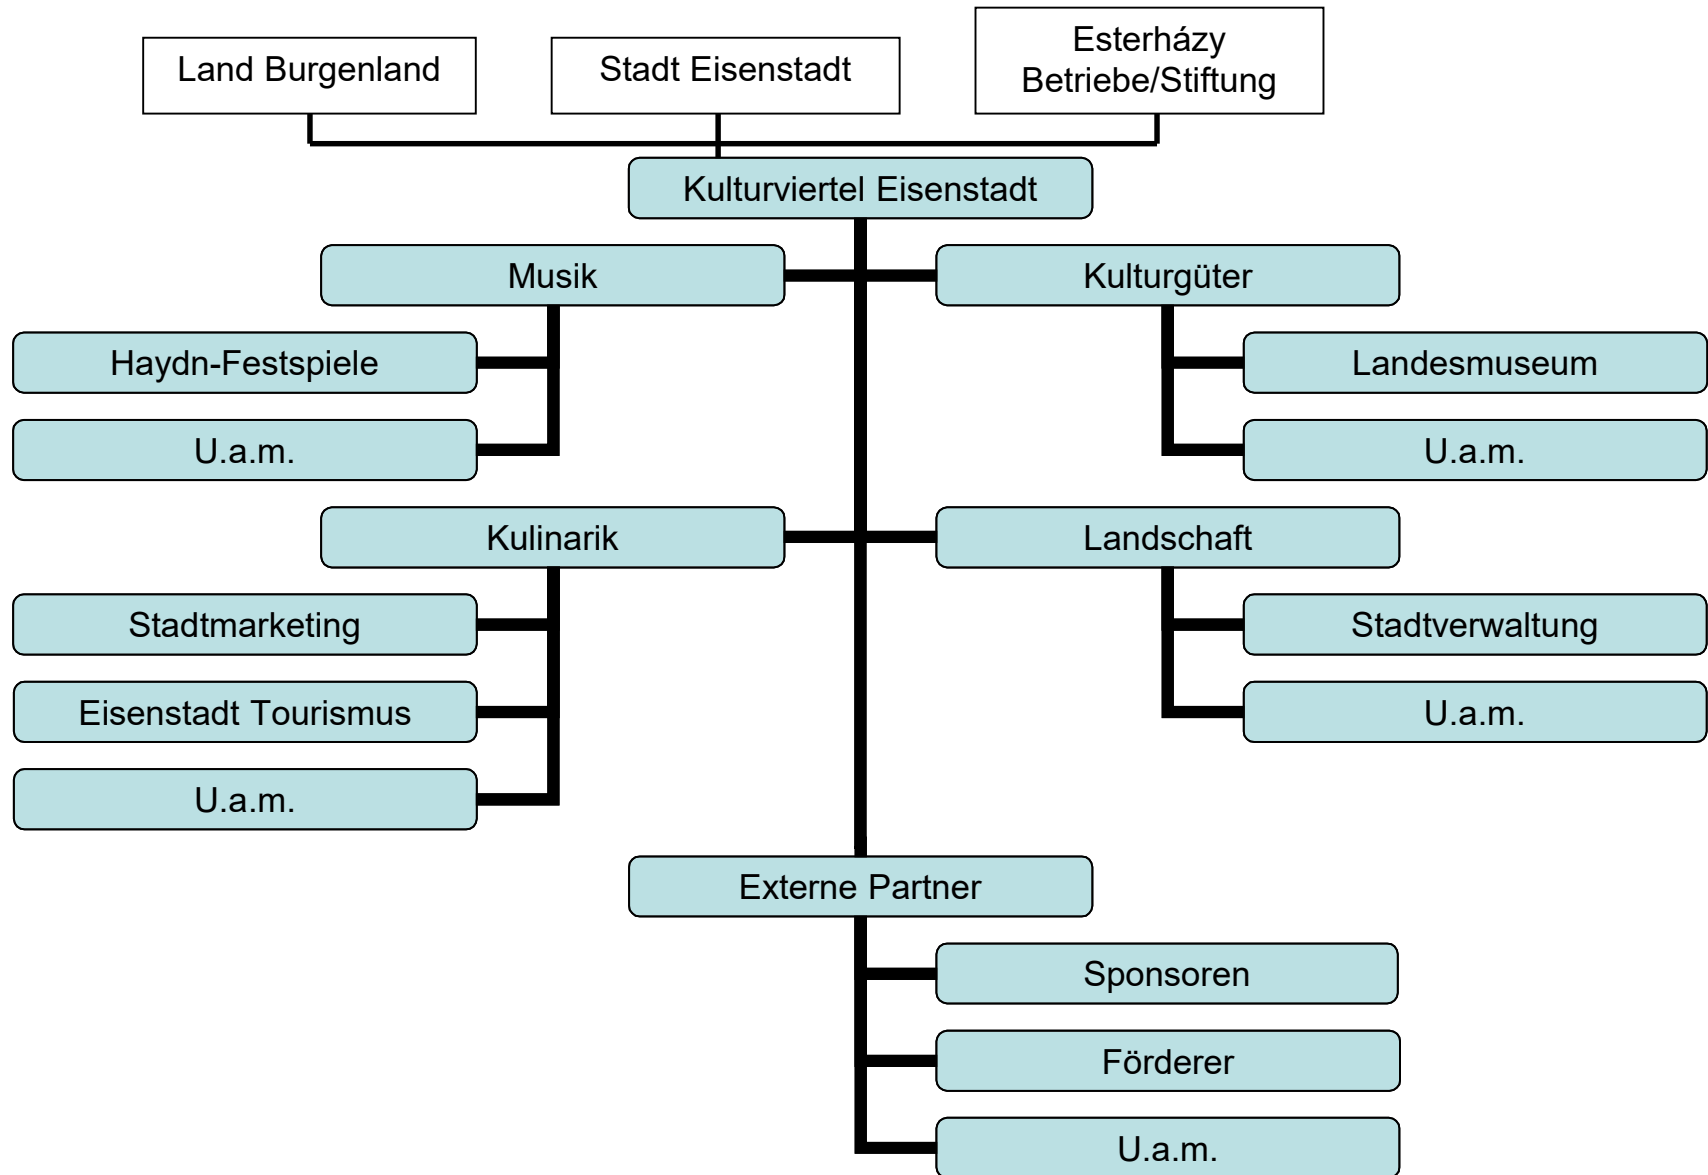 Land Burgenland
Stadt Eisenstadt
Esterházy
Betriebe/Stiftung
Kulturviertel Eisenstadt
Musik
Kulturgüter
Haydn-Festspiele
Landesmuseum
U.a.m.
U.a.m.
Kulinarik
Landschaft
Stadtmarketing
Stadtverwaltung
Eisenstadt Tourismus
U.a.m.
U.a.m.
Externe Partner
Sponsoren
Förderer
U.a.m.